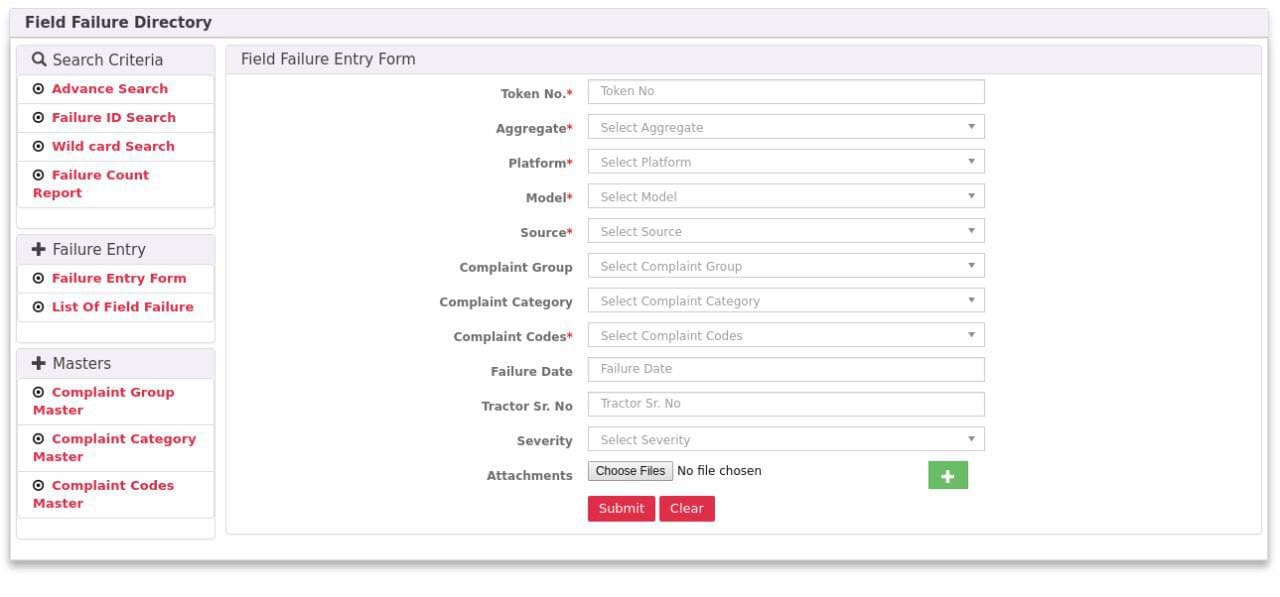 Field Failure Directory
Search Criteria
Advance Search
Failure ID Search
Wild card Search
Failure Count
Report
Failure Entry
Failure Entry Form
List Of Field Failure
Masters
Complaint Group
Master
Complaint Category
Master
Complaint Codes
Master
Field Failure Entry Form
Token No.* Token No
Aggregate* Select Aggregate
Platform* Select Platform
Model* Select Model
Source* Select Source
Complaint Group Select Complaint Group
Complaint Category Select Complaint Category
Complaint Codes* Select Complaint Codes
Failure Date Failure Date
Tractor Sr. No Tractor Sr. No
Severity Select Severity
Attachments Choose Files No file chosen
Submit Clear